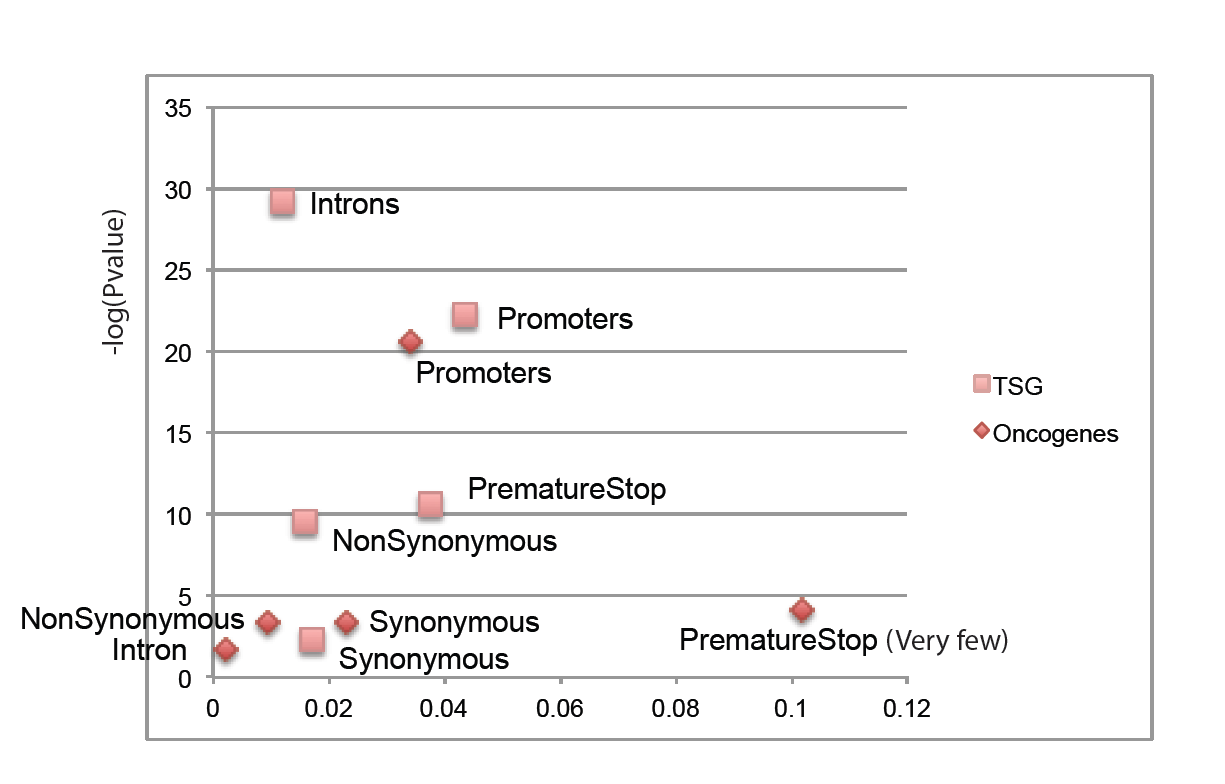 35
30
Introns
25
-log(Pvalue)
Promoters
20
Promoters
TSG
15
Oncogenes
PrematureStop
10
NonSynonymous
5
NonSynonymous
Synonymous
PrematureStop (Very few)
Intron
Synonymous
0
0 0.02 0.04 0.06 0.08 0.1 0.12